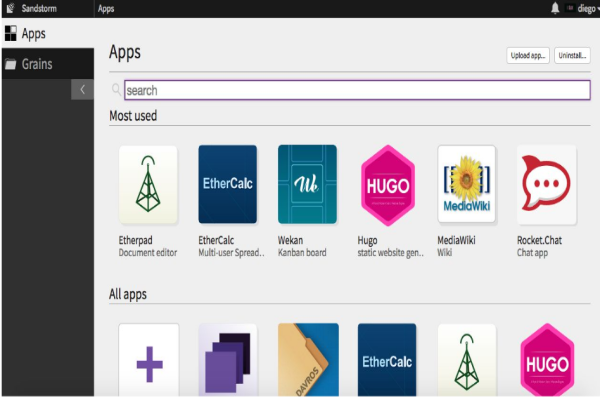 Sandstorm Apps diego
Apps
Grains
Apps
Upload app... Uninstall...
search
Most used
EtherCalc
Wk
HUGO
MediaWiki
Etherpad EtherCalc Wekan Hugo MediaWiki Rocket.Chat
Document editor Multi-user Spread.. Kanban board static website gen.. Wiki Chat app
All apps
DAVROS
EtherCalc
HUGO